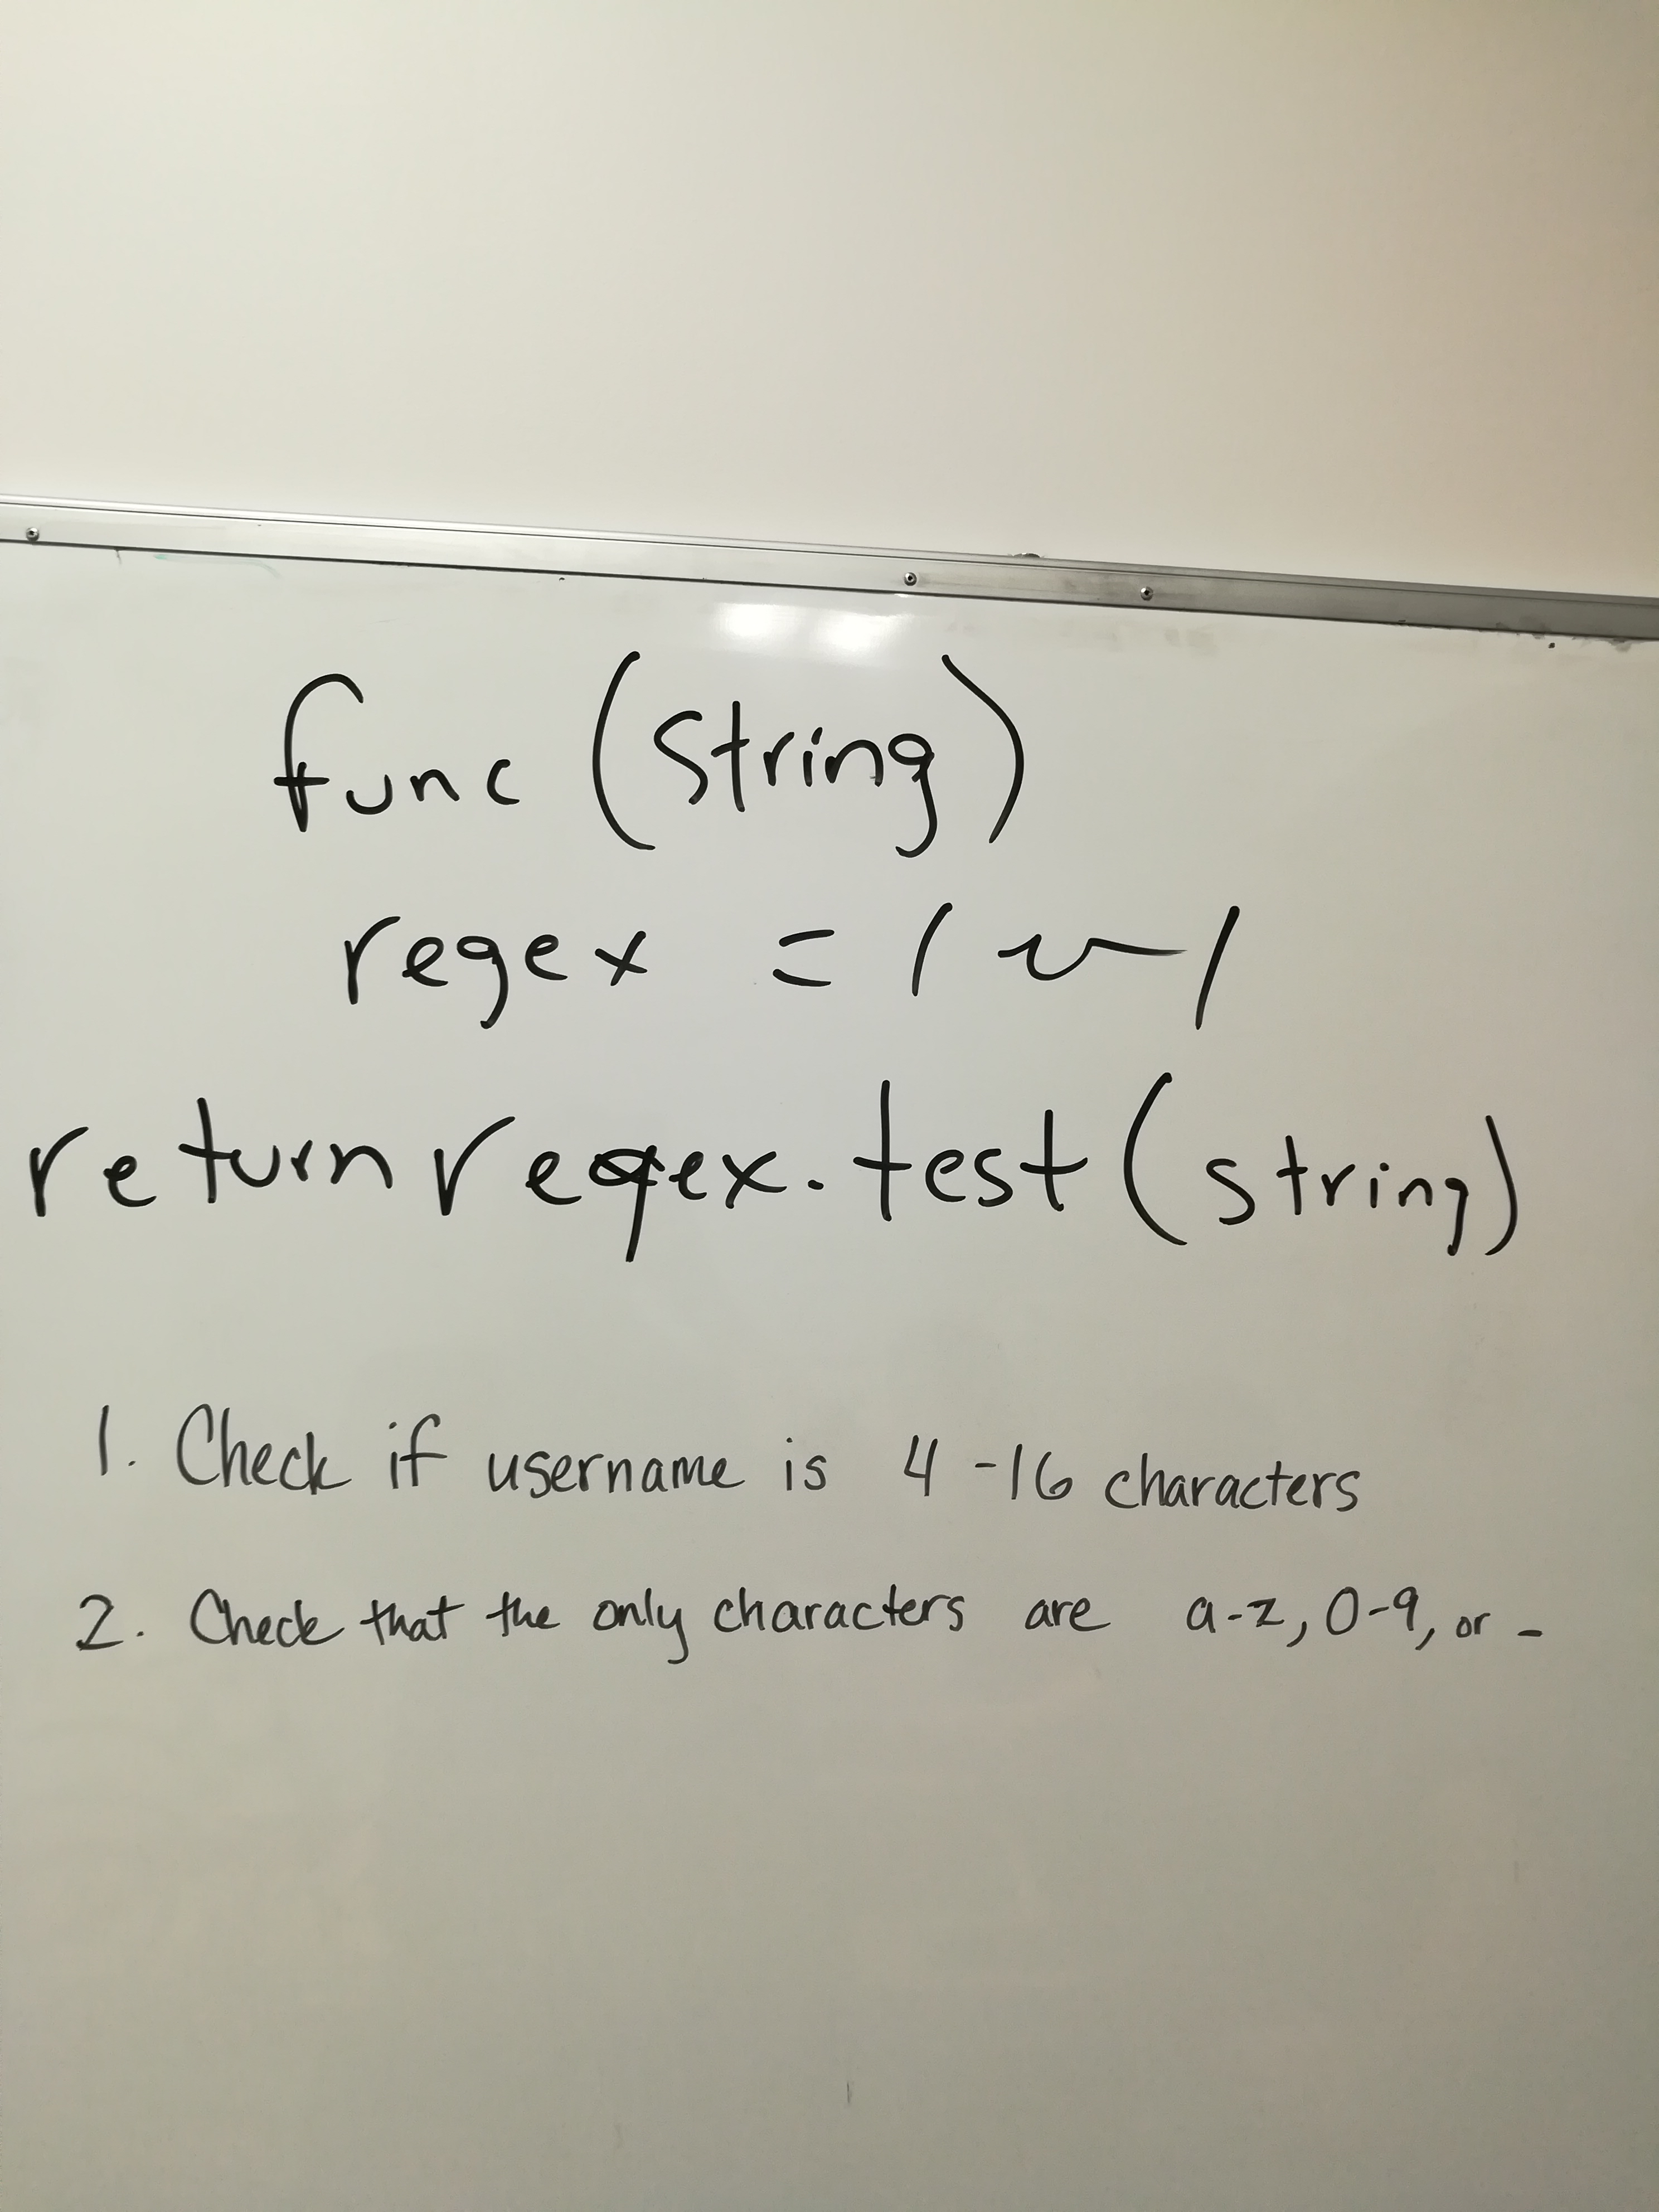 func (string)
regex = / /
return regex.test(string)
1. Check if username is 4-16 characters
2. Check that the only characters are a-z, 0-9, or -